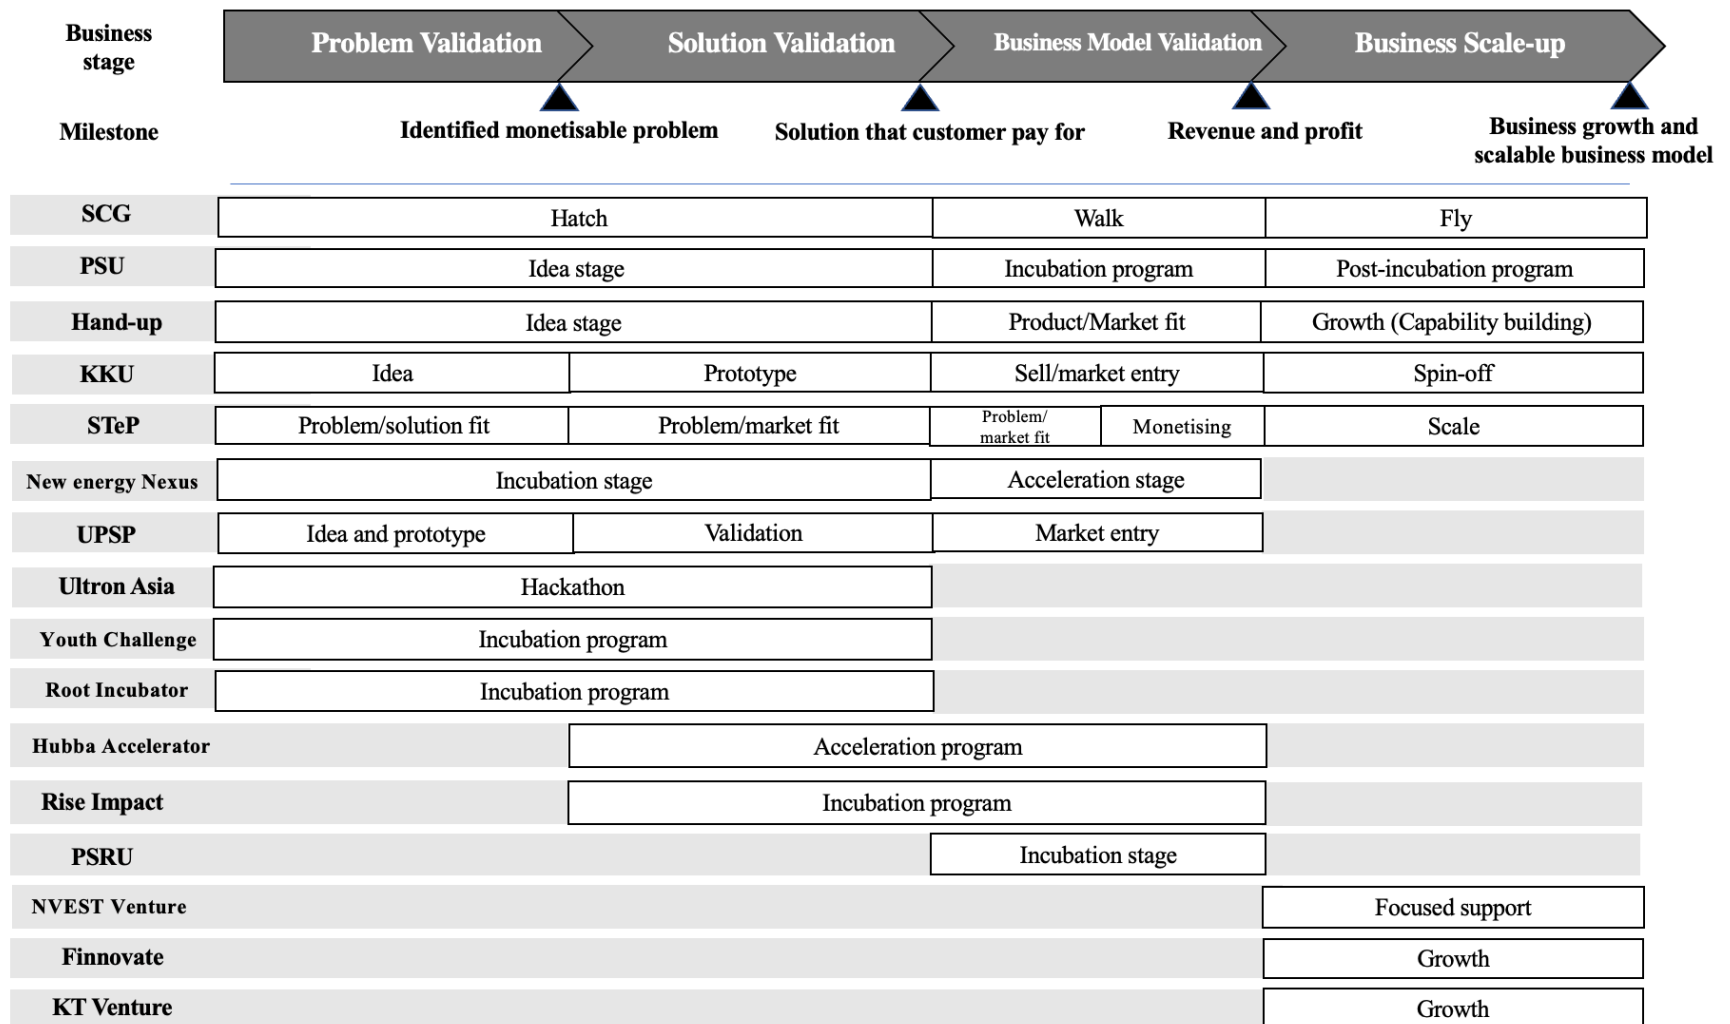 Business
stage
Problem Validation
Solution Validation
Business Model Validation
Business Scale-up
Milestone
Identified monetisable problem
Solution that customer pay for
Revenue and profit
Business growth and
scalable business model
SCG
Hatch
Walk
Fly
PSU
Idea stage
Incubation program
Post-incubation program
Hand-up
Idea stage
Product/Market fit
Growth (Capability building)
KKU
Idea
Prototype
Sell/market entry
Spin-off
STeP
Problem/solution fit
Problem/market fit
Problem/
market fit
Monetising
Scale
New energy Nexus
Incubation stage
Acceleration stage
UPSP
Idea and prototype
Validation
Market entry
Ultron Asia
Hackathon
Youth Challenge
Incubation program
Root Incubator
Incubation program
Hubba Accelerator
Acceleration program
Rise Impact
Incubation program
PSRU
Incubation stage
NVEST Venture
Focused support
Finnovate
Growth
KT Venture
Growth